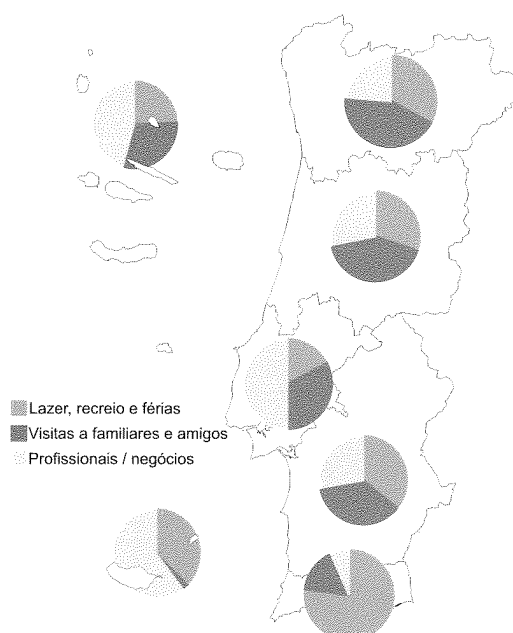 Lazer, recreio e férias
Visitas a familiares e amigos
Profissionais / negócios